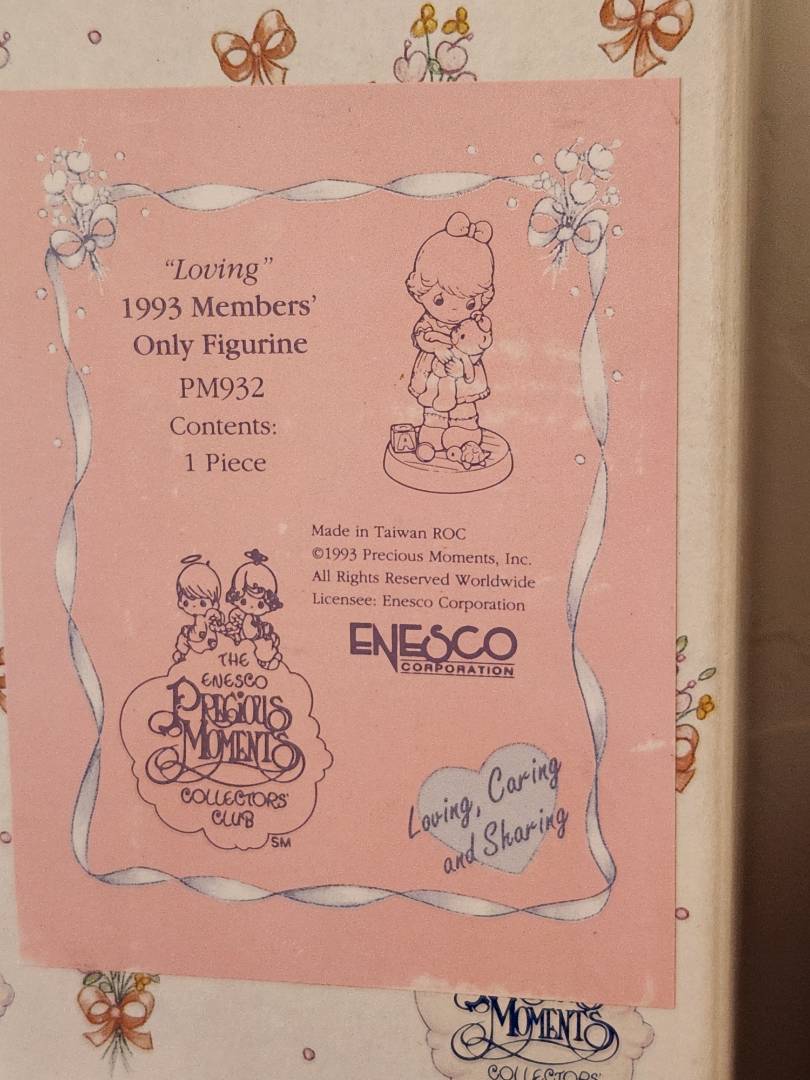 “Loving”
1993 Members’
Only Figurine
PM932
Contents:
1 Piece
A
Made in Taiwan ROC
©1993 Precious Moments, Inc.
All Rights Reserved Worldwide
Licensee: Enesco Corporation
ENESCO
CORPORATION
THE
ENESCO
PRECIOUS
MOMENTS
COLLECTORS’
CLUB
SM
Loving, Caring
and Sharing
MOMENTS
COLLECTORS’